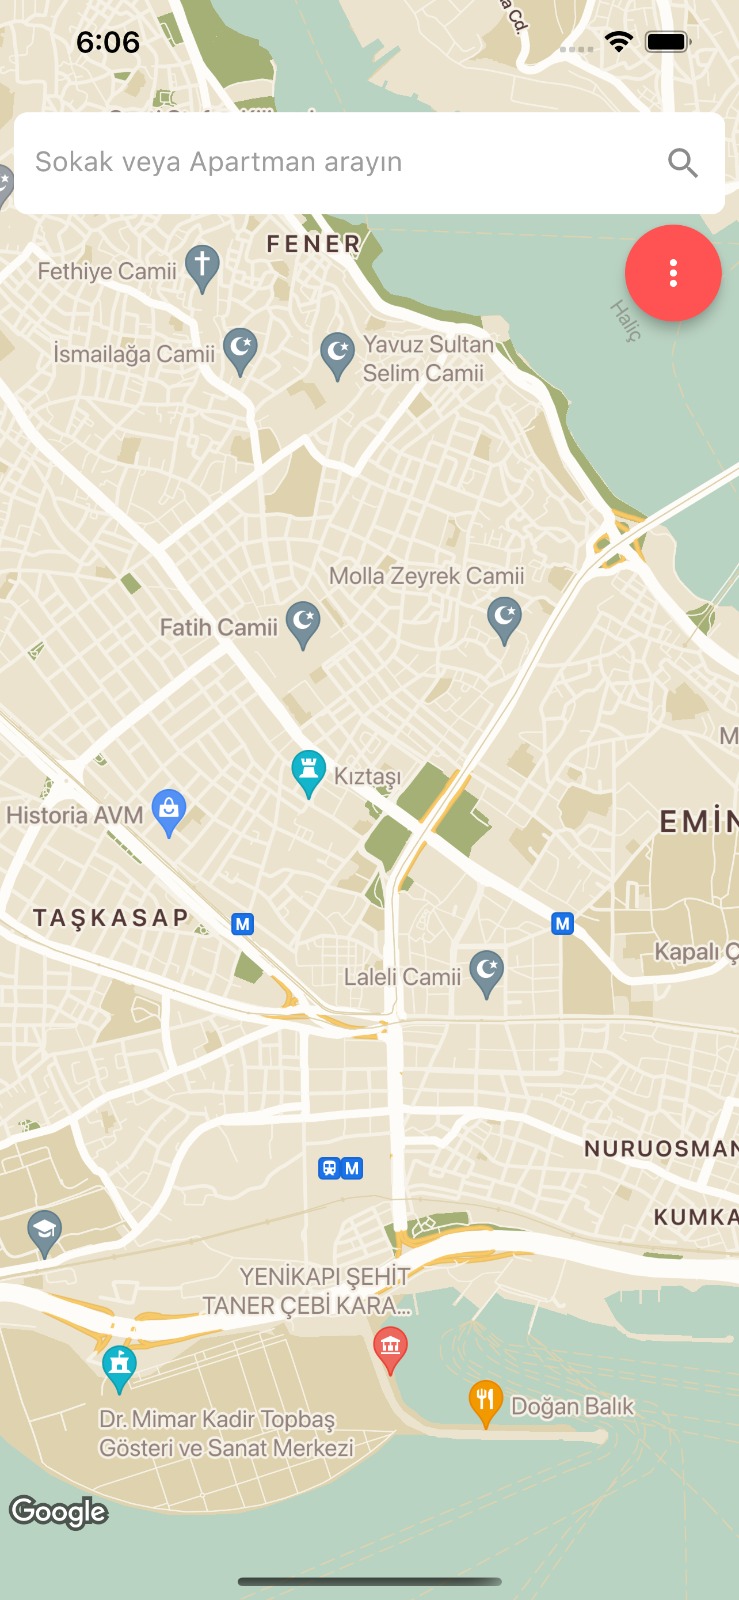 a Cd.
6:06
Sokak veya Apartman arayın
FENER
Fethiye Camii
Haliç
İsmailağa Camii
Yavuz Sultan
Selim Camii
Molla Zeyrek Camii
Fatih Camii
M
Kıztaşı
Historia AVM
EMİN
TAŞKASAP
M
M
Kapalı Ç
Laleli Camii
NURUOSMAN
M
KUMKA
YENİKAPI ŞEHİT
TANER ÇEBİ KARA...
Doğan Balık
Dr. Mimar Kadir Topbaş
Gösteri ve Sanat Merkezi
Google